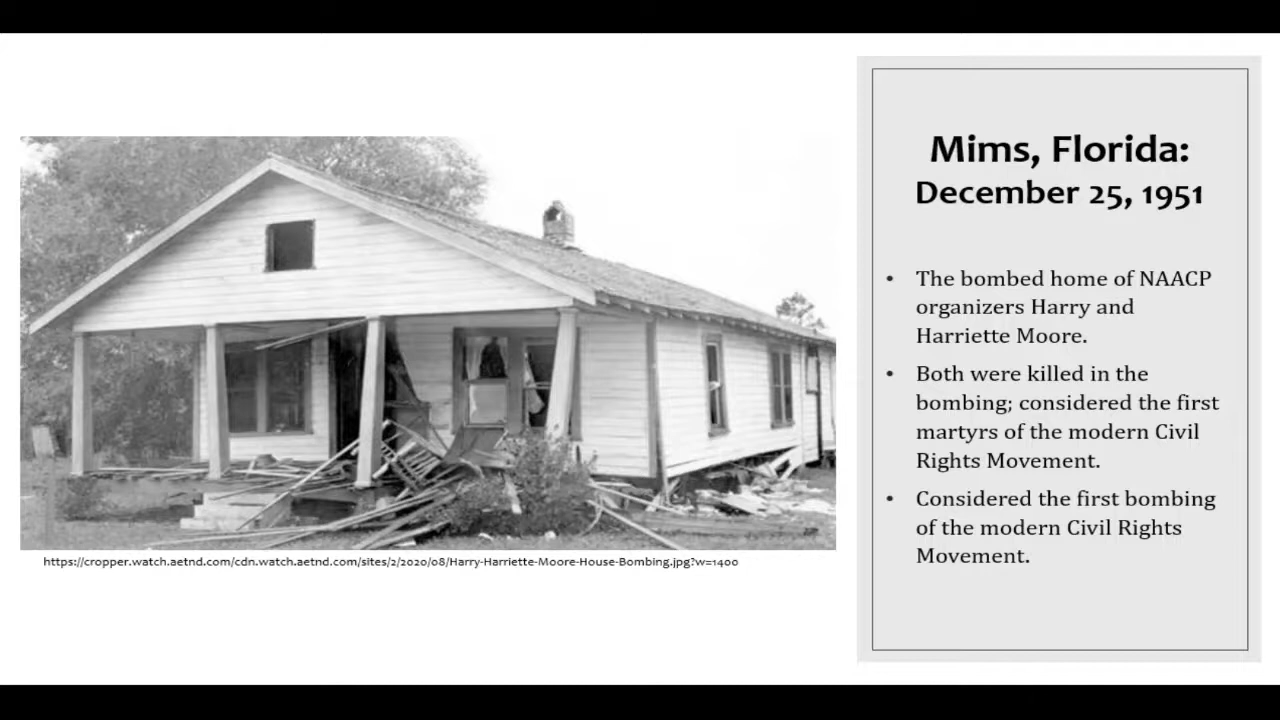 Mims, Florida:
December 25, 1951
• The bombed home of NAACP
organizers Harry and
Harriette Moore.
• Both were killed in the
bombing; considered the first
martyrs of the modern Civil
Rights Movement.
• Considered the first bombing
of the modern Civil Rights
Movement.
https://cropper.watch.aetnd.com/cdn.watch.aetnd.com/sites/2/2020/08/Harry-Harriette-Moore-House-Bombing.jpg?w=1400